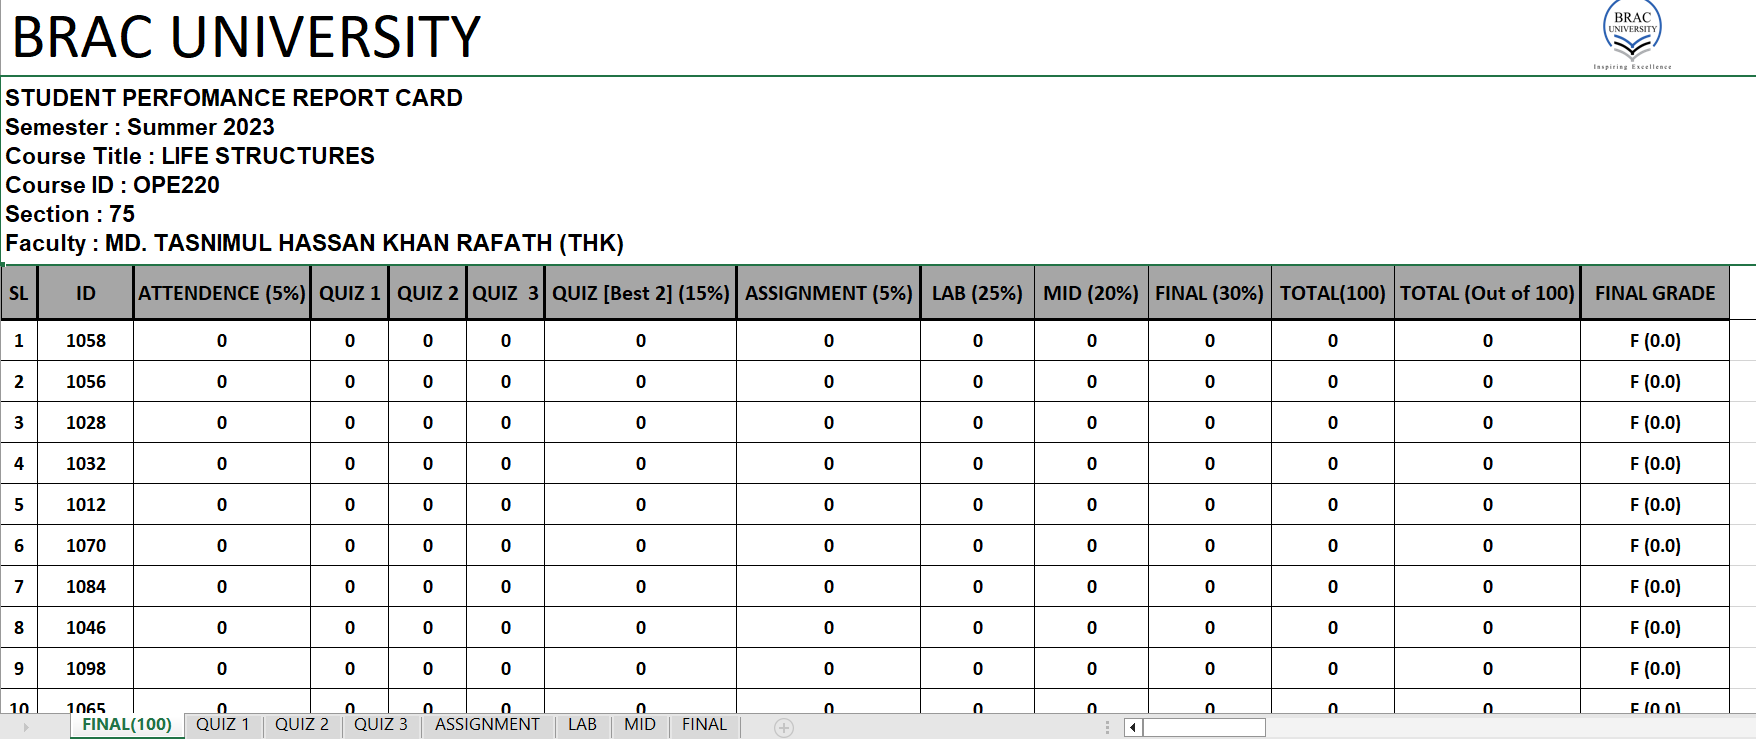 BRAC UNIVERSITY
BRAC
UNIVERSITY
Inspiring Excellence
STUDENT PERFOMANCE REPORT CARD
Semester : Summer 2023
Course Title : LIFE STRUCTURES
Course ID : OPE220
Section : 75
Faculty : MD. TASNIMUL HASSAN KHAN RAFATH (THK)
SL ID ATTENDENCE (5%) QUIZ 1 QUIZ 2 QUIZ 3 QUIZ [Best 2] (15%) ASSIGNMENT (5%) LAB (25%) MID (20%) FINAL (30%) TOTAL(100) TOTAL (Out of 100) FINAL GRADE
1 1058 0 0 0 0 0 0 0 0 0 0 0 F (0.0)
2 1056 0 0 0 0 0 0 0 0 0 0 0 F (0.0)
3 1028 0 0 0 0 0 0 0 0 0 0 0 F (0.0)
4 1032 0 0 0 0 0 0 0 0 0 0 0 F (0.0)
5 1012 0 0 0 0 0 0 0 0 0 0 0 F (0.0)
6 1070 0 0 0 0 0 0 0 0 0 0 0 F (0.0)
7 1084 0 0 0 0 0 0 0 0 0 0 0 F (0.0)
8 1046 0 0 0 0 0 0 0 0 0 0 0 F (0.0)
9 1098 0 0 0 0 0 0 0 0 0 0 0 F (0.0)
10 1065 0 0 0 0 0 0 0 0 0 0 0 F (0.0)
FINAL(100) QUIZ 1 QUIZ 2 QUIZ 3 ASSIGNMENT LAB MID FINAL